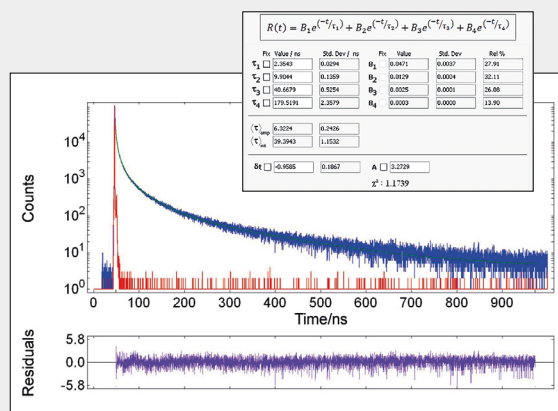 R(t) = B₁e^(-t/τ₁) + B₂e^(-t/τ₂) + B₃e^(-t/τ₃) + B₄e^(-t/τ₄)
Fix Value / ns Std. Dev / ns Fix Value Std. Dev Rel %
τ₁ 2.3543 0.0294 B₁ 0.0471 0.0037 27.91
τ₂ 9.9044 0.1359 B₂ 0.0129 0.0004 32.11
τ₃ 40.6679 0.5254 B₃ 0.0025 0.0001 26.08
τ₄ 179.5191 2.3579 B₄ 0.0003 0.0000 13.90
⟨τ⟩amp 6.3224 0.2426
⟨τ⟩int 39.3943 1.1532
δt -0.9585 0.1867 A 3.2729
χ² : 1.1739
Counts
10⁴
10³
10²
10¹
10⁰
0 100 200 300 400 500 600 700 800 900
Time/ns
Residuals
5.8
0.0
-5.8